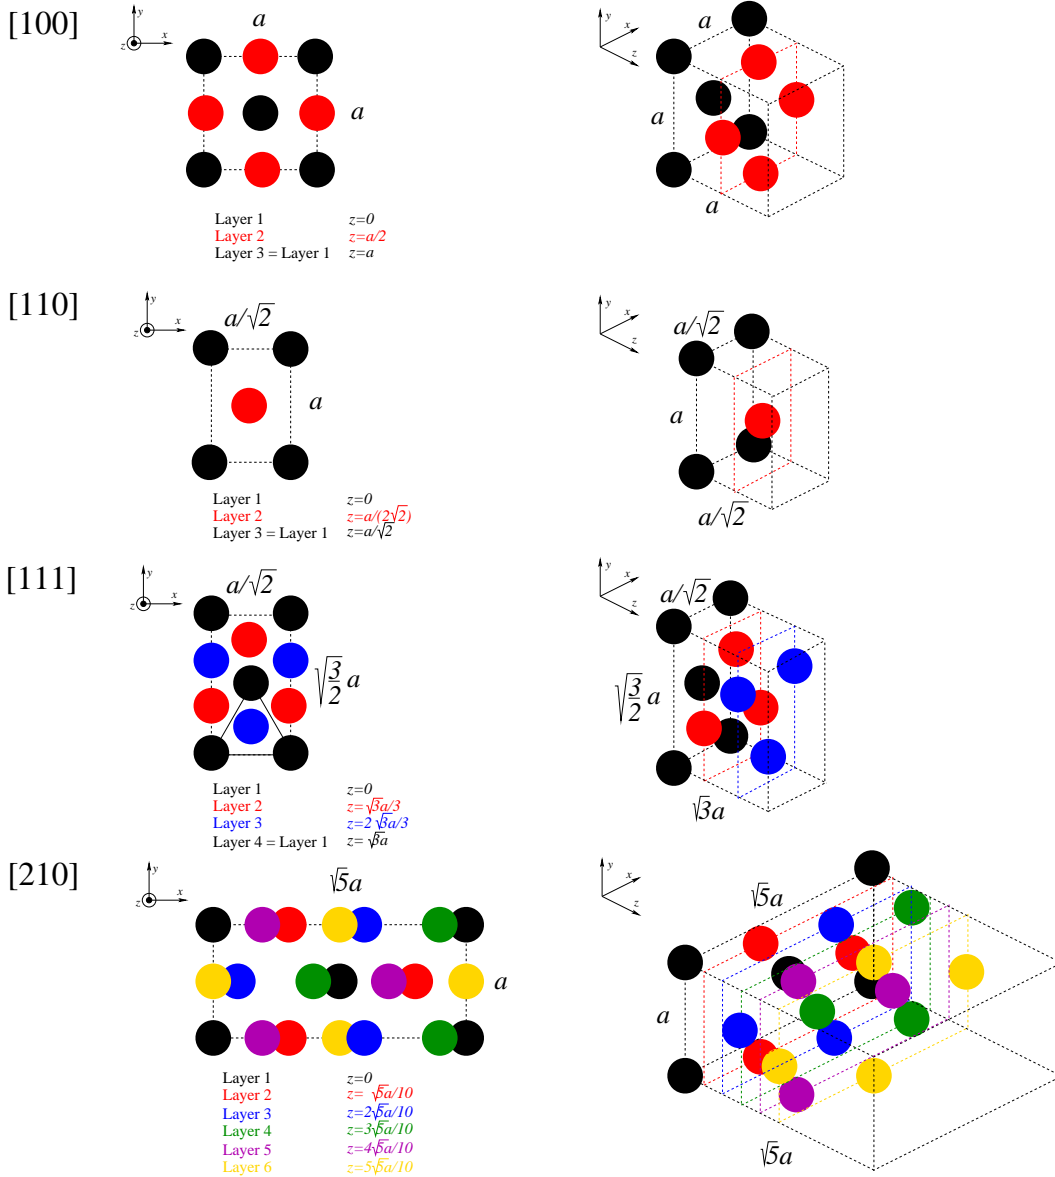 [100]
y
x
z
a
a
y
x
z
a
a
a
Layer 1 z=0
Layer 2 z=a/2
Layer 3 = Layer 1 z=a
[110]
y
x
z
a/√2
a
y
x
z
a/√2
a
a/√2
Layer 1 z=0
Layer 2 z=a/(2√2)
Layer 3 = Layer 1 z=a/√2
[111]
y
x
z
a/√2
√3/2 a
y
x
z
a/√2
√3/2 a
√3a
Layer 1 z=0
Layer 2 z=√3a/3
Layer 3 z=2√3a/3
Layer 4 = Layer 1 z=√3a
[210]
y
x
z
√5a
a
y
x
z
√5a
a
√5a
Layer 1 z=0
Layer 2 z= √5a/10
Layer 3 z=2√5a/10
Layer 4 z=3√5a/10
Layer 5 z=4√5a/10
Layer 6 z=5√5a/10